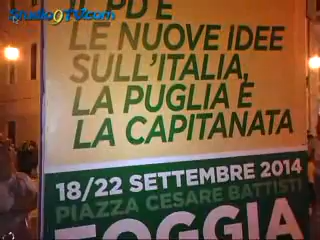 Studio9TV.com
PD E
LE NUOVE IDEE
SULL'ITALIA,
LA PUGLIA E
LA CAPITANATA
18/22 SETTEMBRE 2014
PIAZZA CESARE BATTISTI
FOGGIA